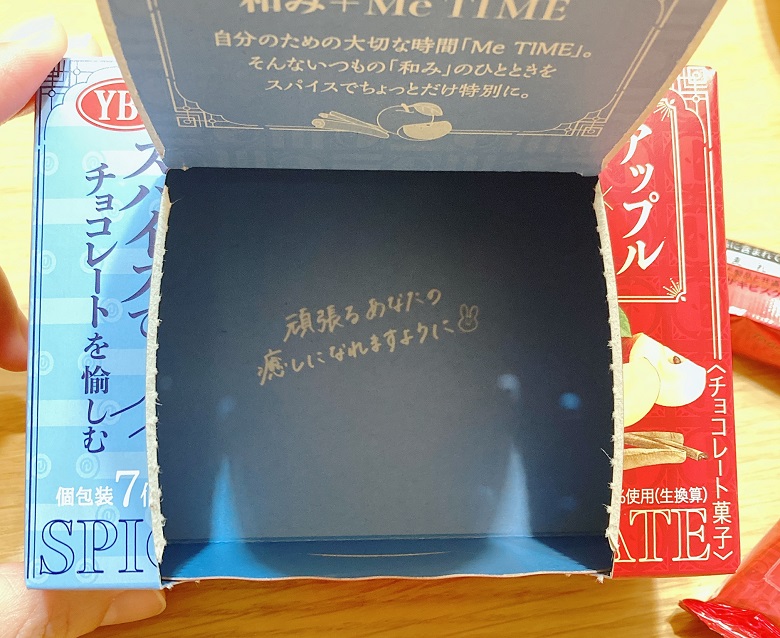 和み+Me TIME
自分のための大切な時間「Me TIME」。
そんないつもの「和み」のひとときを
スパイスでちょっとだけ特別に。
YB
スパイスで
チョコレートを愉しむ
個包装7個
SPIC
頑張るあなたの
癒しになれますように
アップル
〈チョコレート菓子〉
%使用(生換算)
ATE